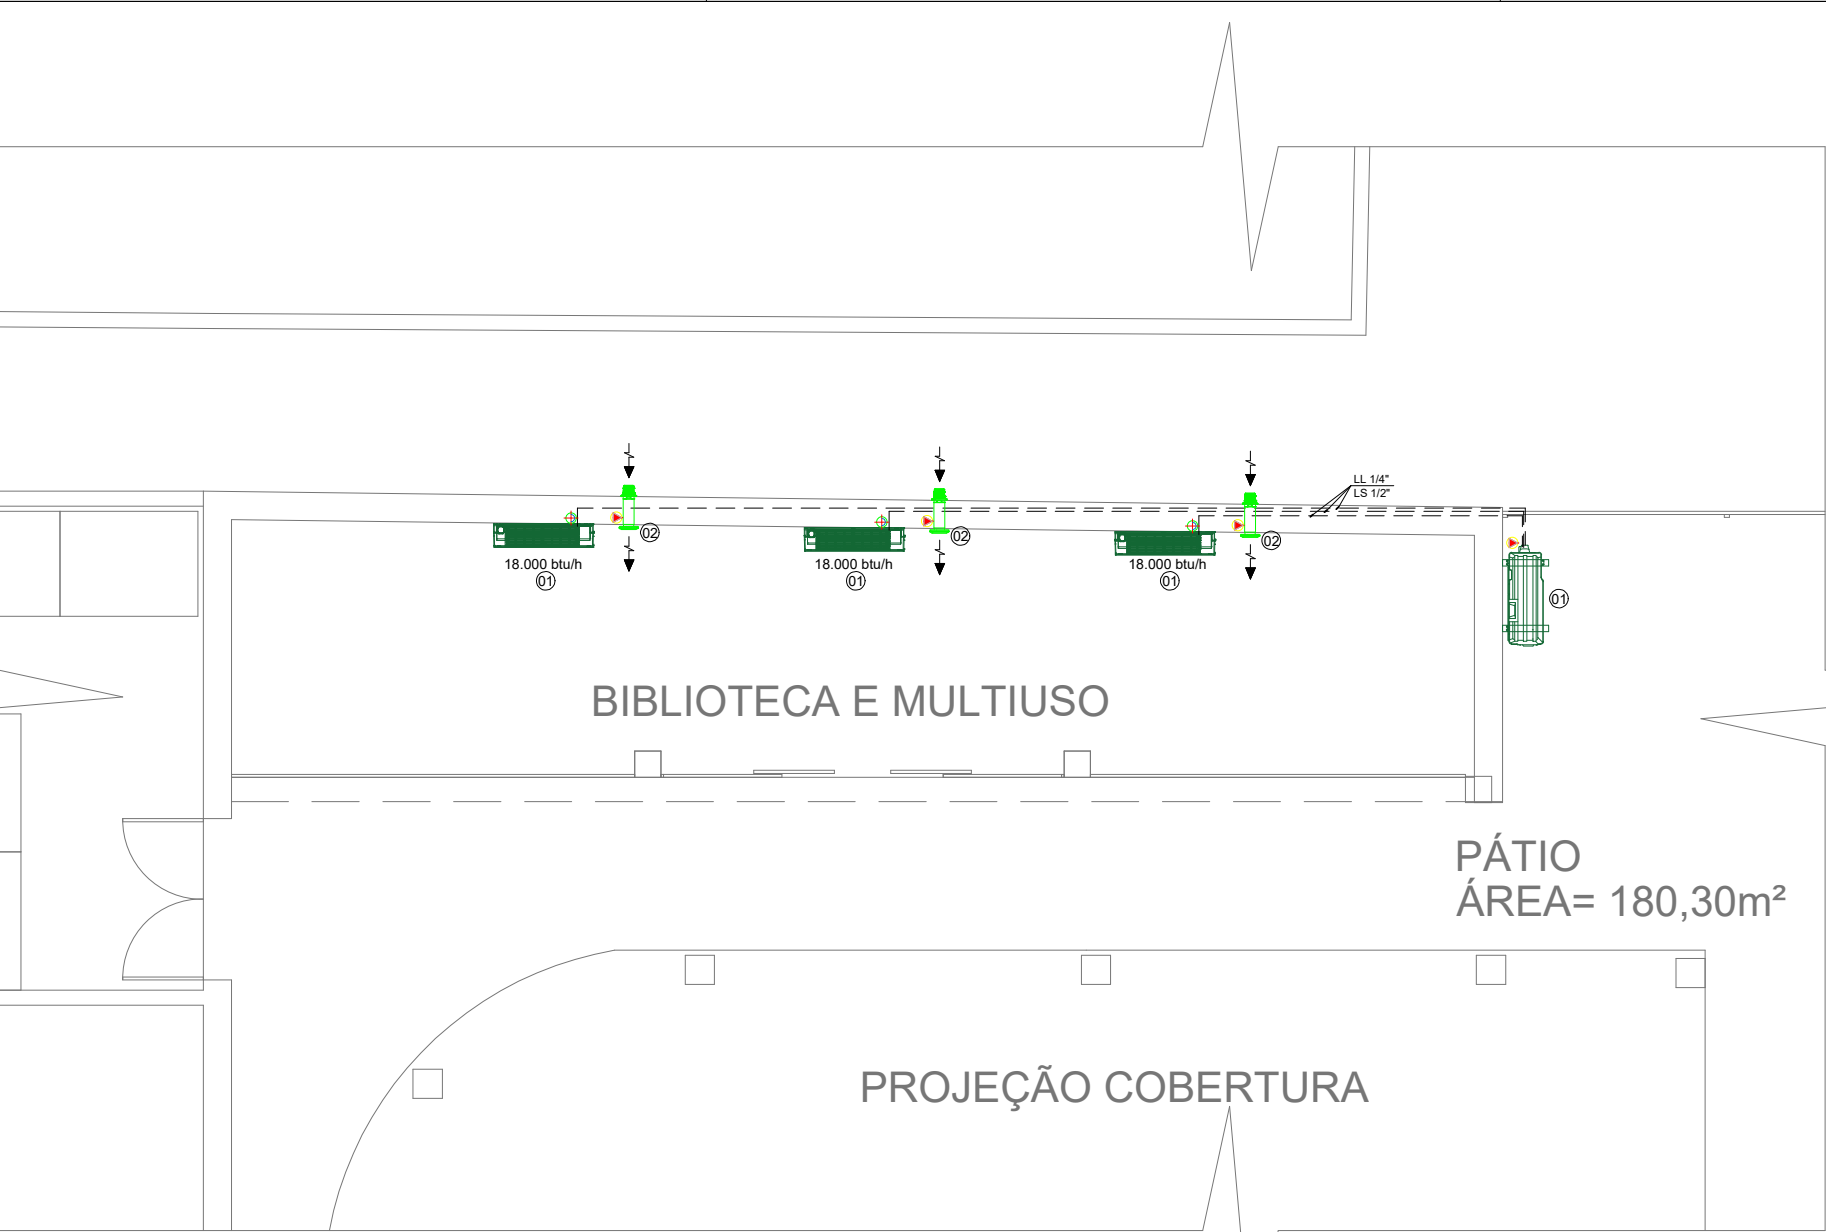 LL 1/4"
LS 1/2"
02
02
02
18.000 btu/h
01
18.000 btu/h
01
18.000 btu/h
01
01
BIBLIOTECA E MULTIUSO
PÁTIO
ÁREA= 180,30m²
PROJEÇÃO COBERTURA